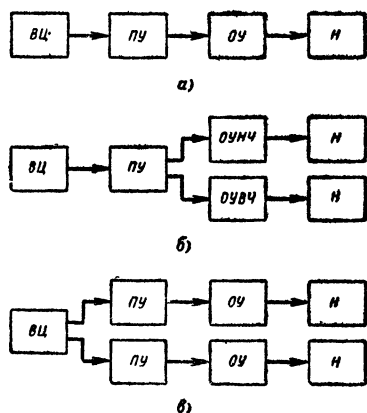 ВЦ ПУ ОУ Н
а)
ОУНЧ Н
ВЦ ПУ
ОУВЧ Н
б)
ПУ ОУ Н
ВЦ
ПУ ОУ Н
в)